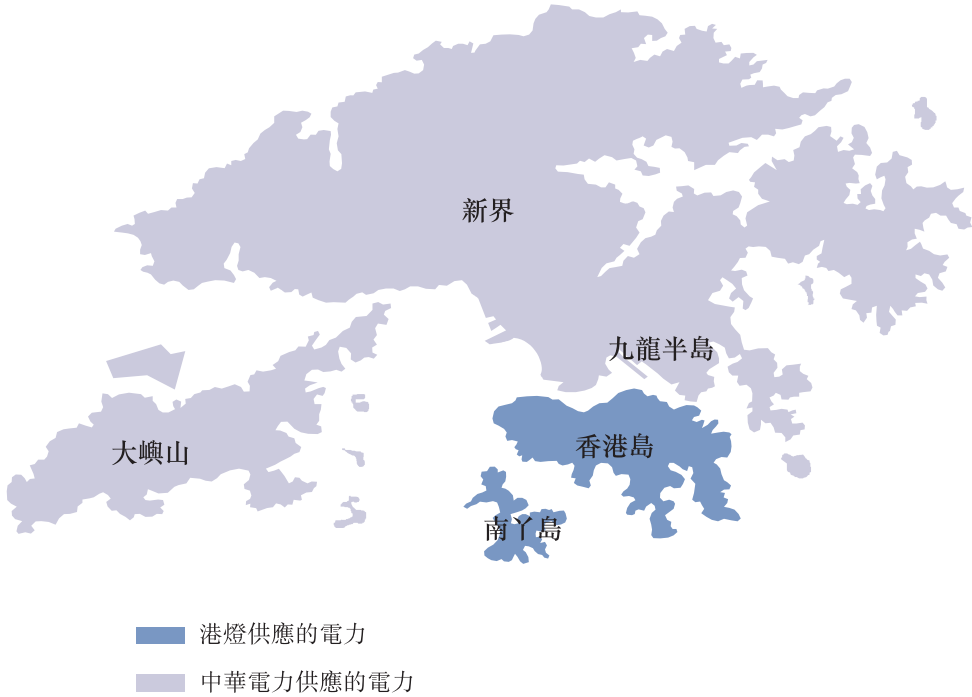 新界
九龍半島
大嶼山
香港島
南丫島
港燈供應的電力
中華電力供應的電力